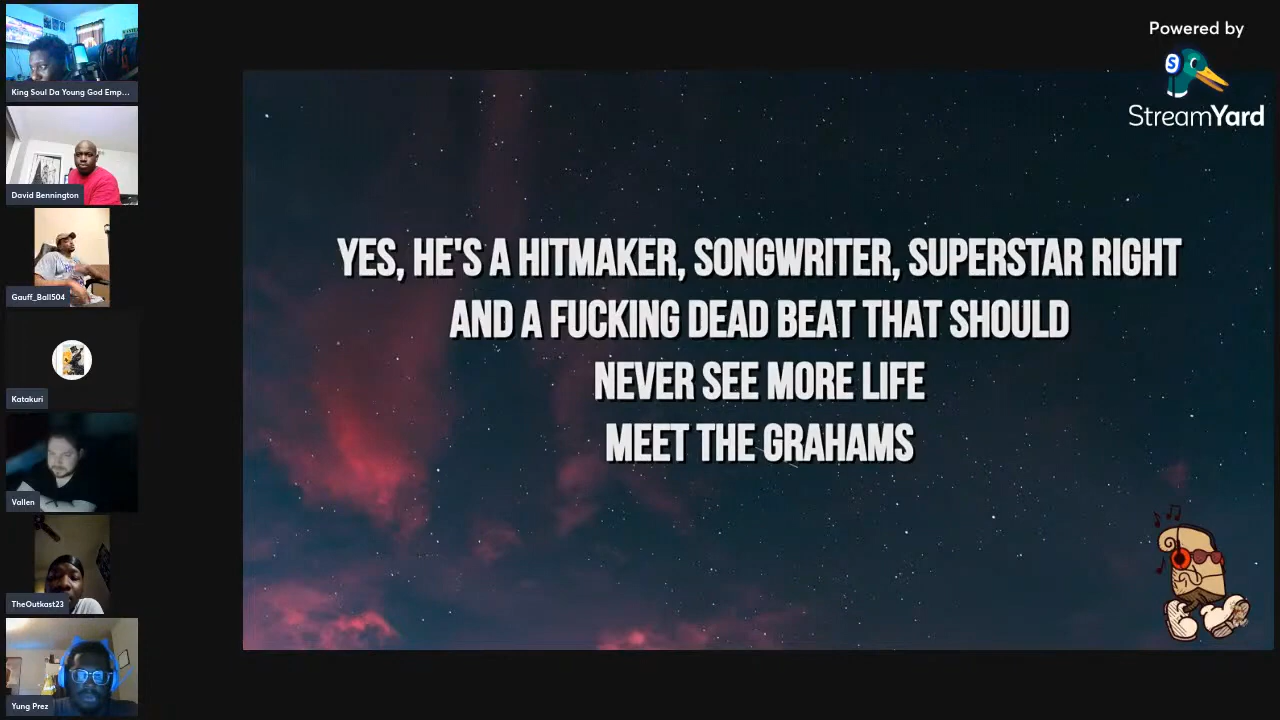 King Soul Da Young God Emp...
David Bennington
Gauff_Ball504
Katakuri
Vallen
TheOutkast23
Yung Prez
YES, HE'S A HITMAKER, SONGWRITER, SUPERSTAR RIGHT
AND A FUCKING DEAD BEAT THAT SHOULD
NEVER SEE MORE LIFE
MEET THE GRAHAMS
Powered by
StreamYard